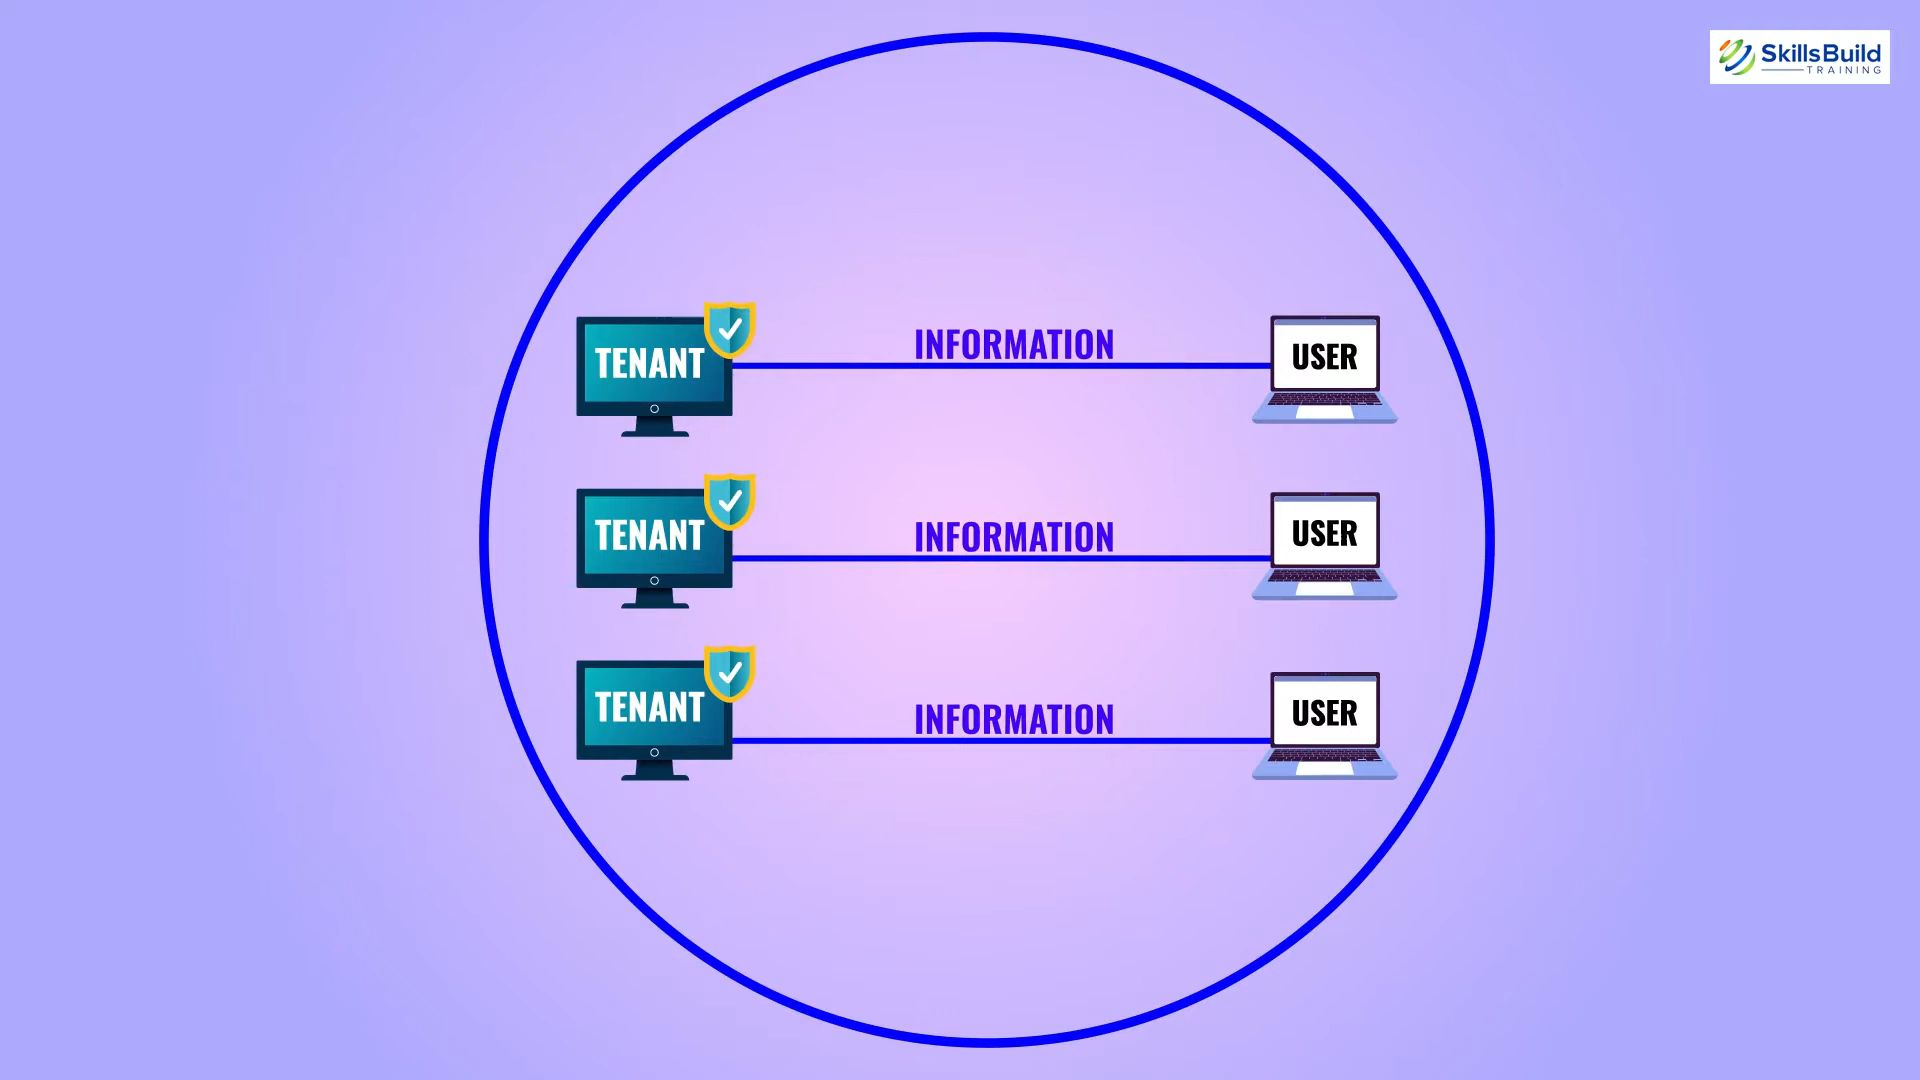 SkillsBuild
TRAINING
TENANT
INFORMATION
USER
TENANT
INFORMATION
USER
TENANT
INFORMATION
USER